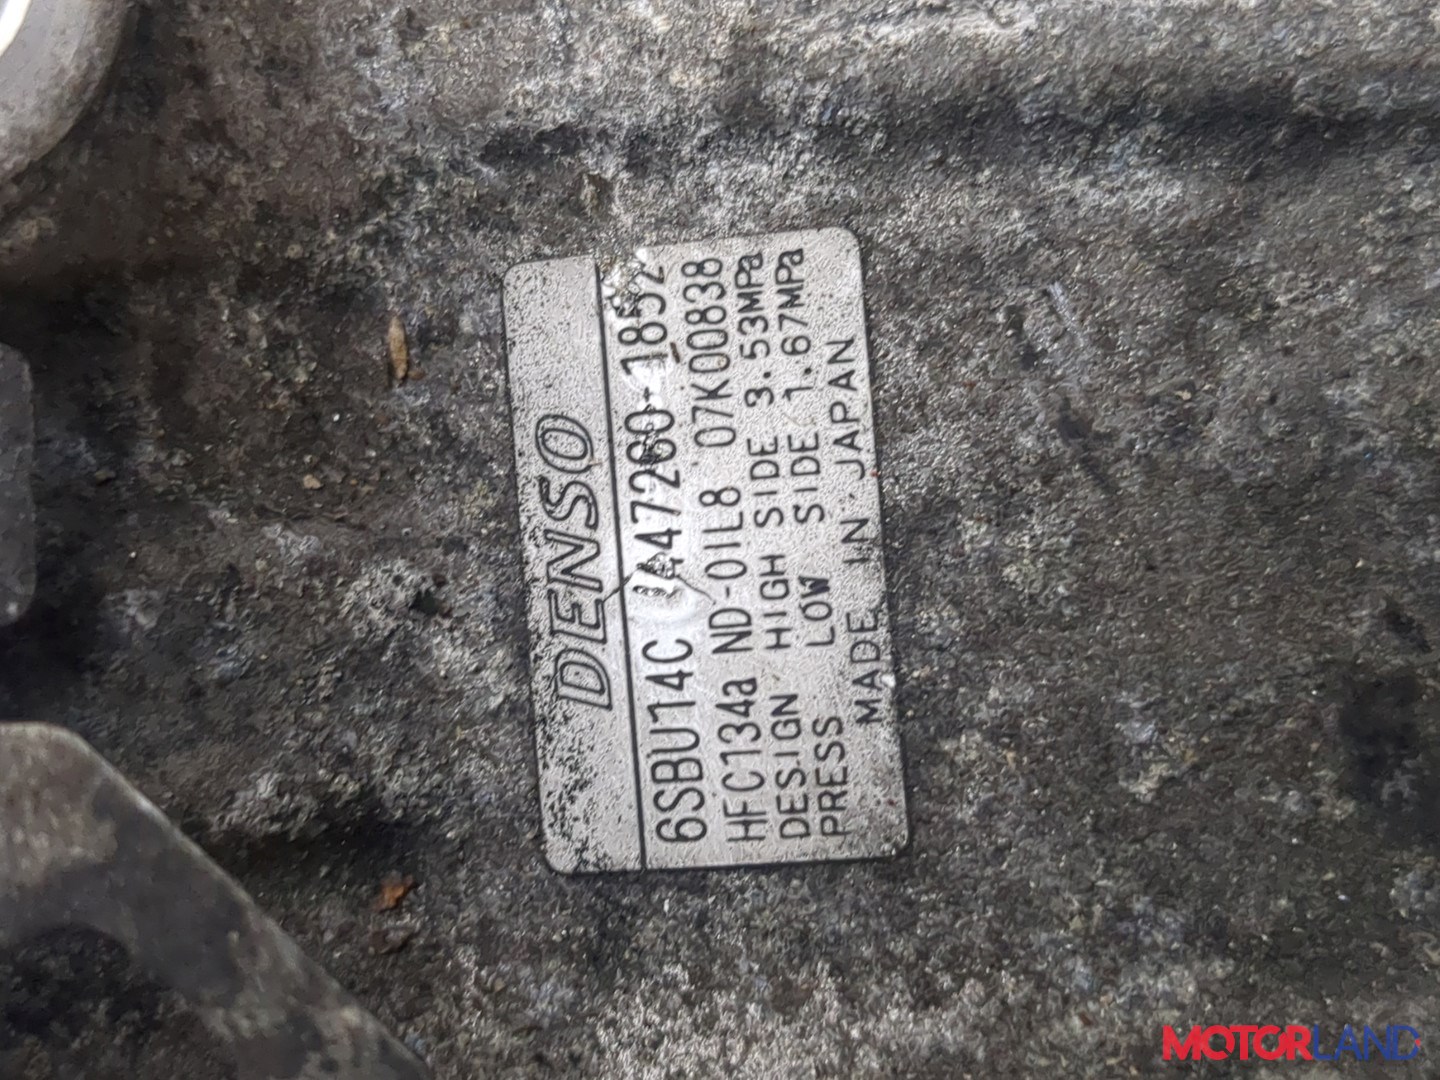 DENSO
6SBU14C 447260-1852
HFC134a ND-OIL8 07K00838
DESIGN HIGH SIDE 3.53MPa
PRESS LOW SIDE 1.67MPa
MADE IN JAPAN
MOTORLAND